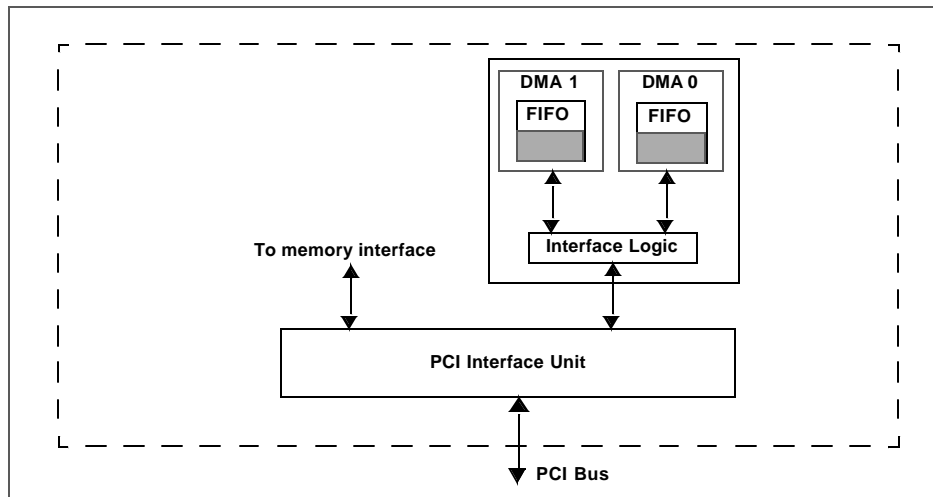 DMA 1
DMA 0
FIFO
FIFO
Interface Logic
To memory interface
PCI Interface Unit
PCI Bus